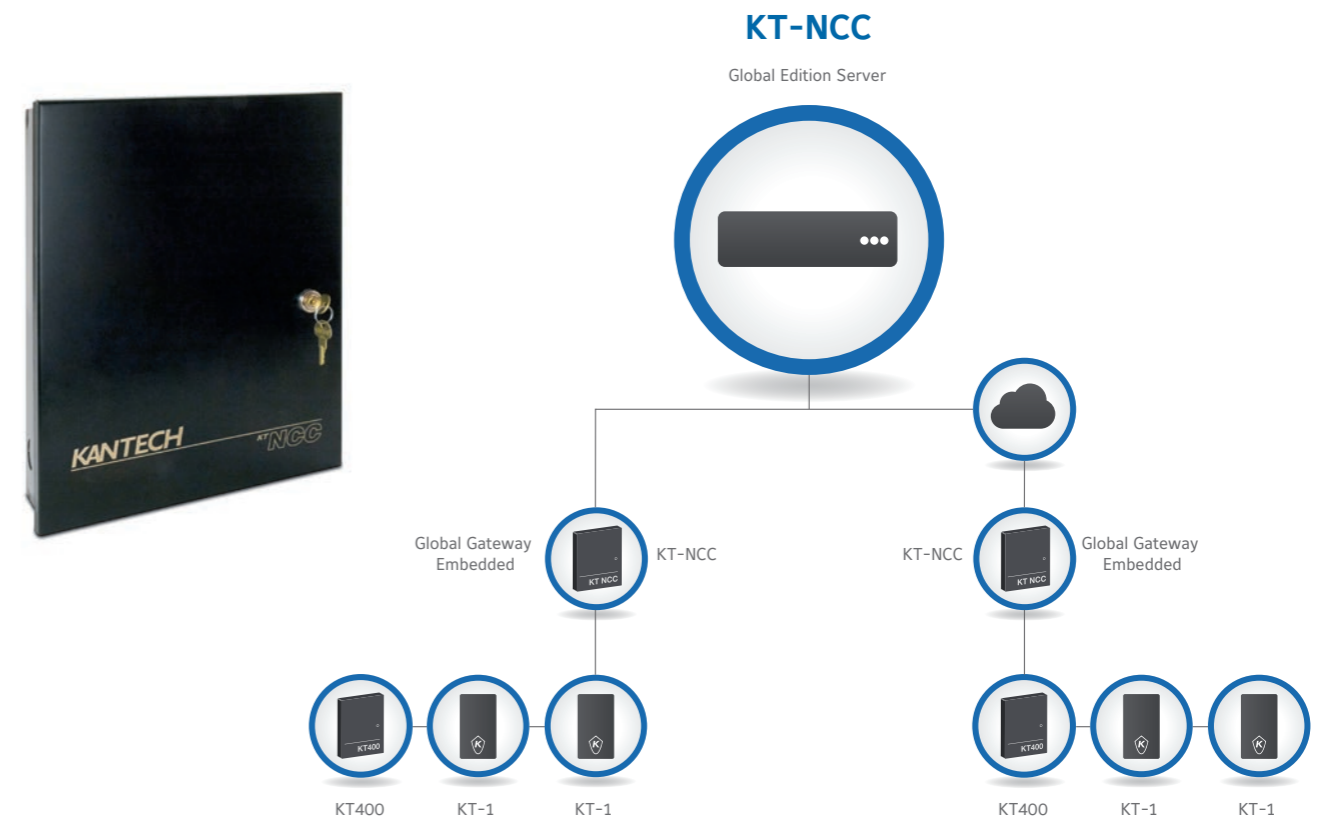 KT-NCC
Global Edition Server
KANTECH
KT NCC
Global Gateway
Embedded
KT NCC
KT-NCC
KT-NCC
KT NCC
Global Gateway
Embedded
KT400
K
K
KT400
K
K
KT400
KT-1
KT-1
KT400
KT-1
KT-1